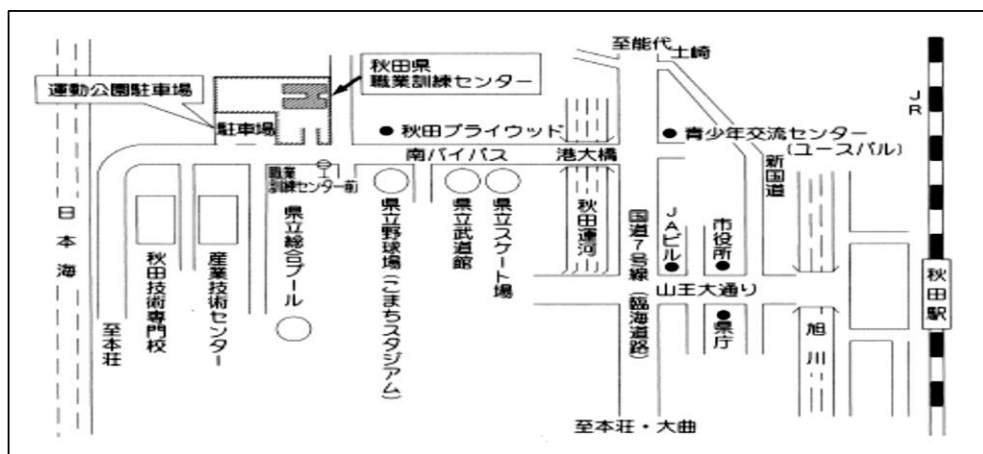 至能代
土崎
秋田県
職業訓練センター
運動公園駐車場
駐車場
JR
秋田プライウッド
青少年交流センター
(ユースパル)
南バイパス
港大橋
新国道
職業
訓練センター前
日本海
秋田技術専門校
産業技術センター
県立総合プール
県立野球場(こまちスタジアム)
県立武道館
県立スケート場
秋田運河
国道7号線(臨海道路)
JAビル
市役所
山王大通り
県庁
旭川
秋田駅
至本荘
至本荘・大曲